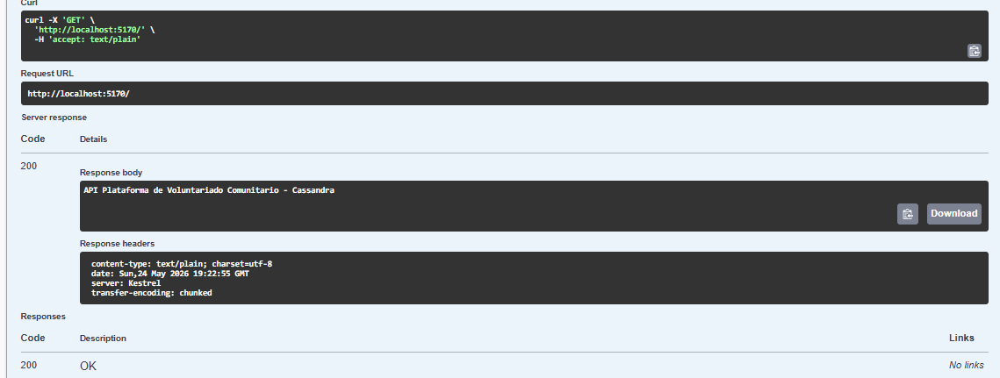 Curl
curl -X 'GET' \
'http://localhost:5170/' \
-H 'accept: text/plain'
Request URL
http://localhost:5170/
Server response
Code Details
200
Response body
API Plataforma de Voluntariado Comunitario - Cassandra
Download
Response headers
content-type: text/plain; charset=utf-8
date: Sun,24 May 2026 19:22:55 GMT
server: Kestrel
transfer-encoding: chunked
Responses
Code Description Links
200 OK No links